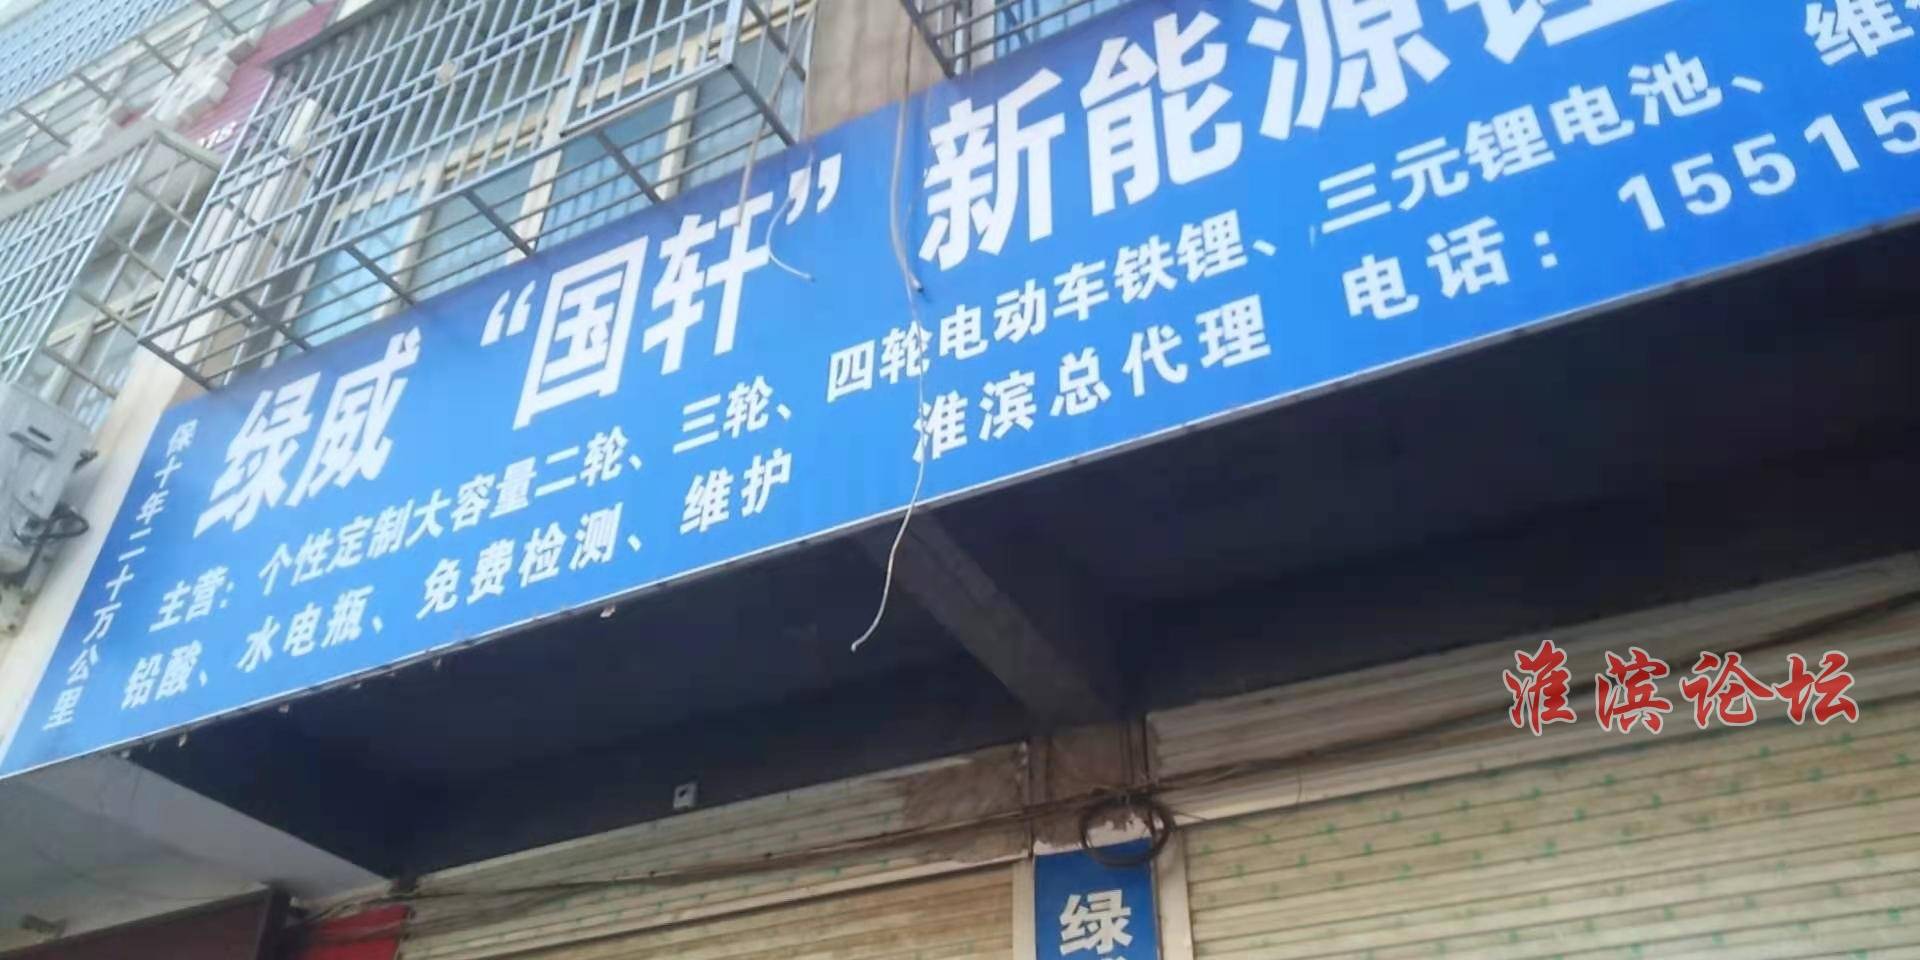 绿威 “国轩” 新能源锂
保十年二十万公里
主营：个性定制大容量二轮、三轮、四轮电动车铁锂、三元锂电池、维
铅酸、水电瓶、免费检测、维护 淮滨总代理 电话：15515
淮滨论坛
绿